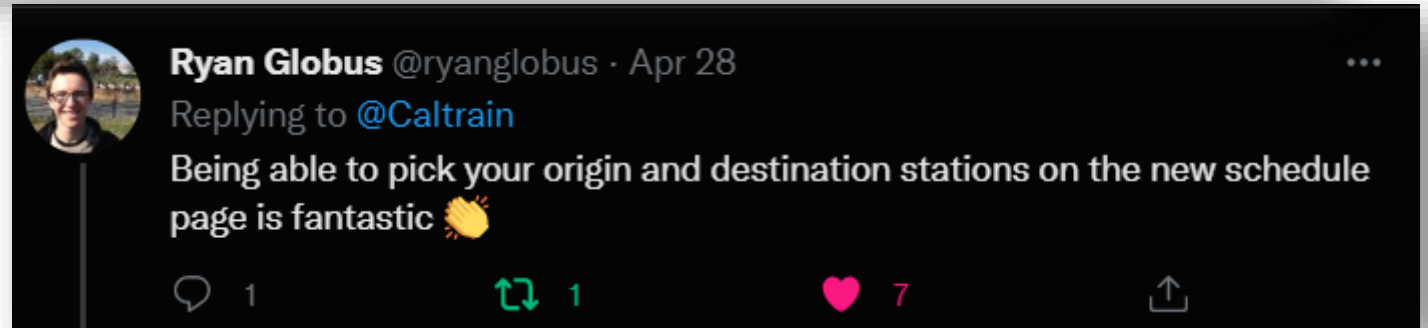 Ryan Globus @ryanglobus · Apr 28
Replying to @Caltrain
Being able to pick your origin and destination stations on the new schedule
page is fantastic 👏
1 1 7